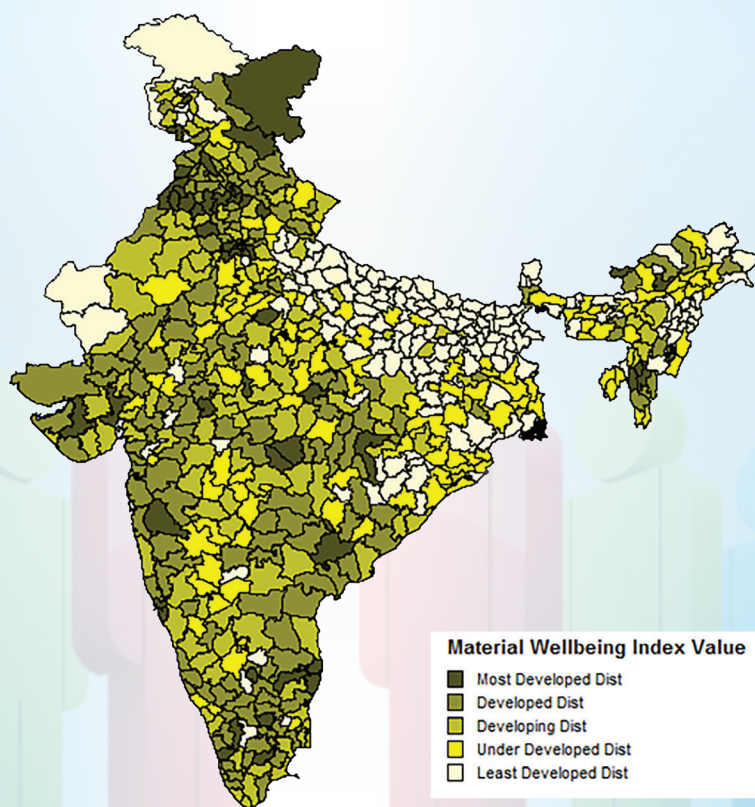 Material Wellbeing Index Value
Most Developed Dist
Developed Dist
Developing Dist
Under Developed Dist
Least Developed Dist